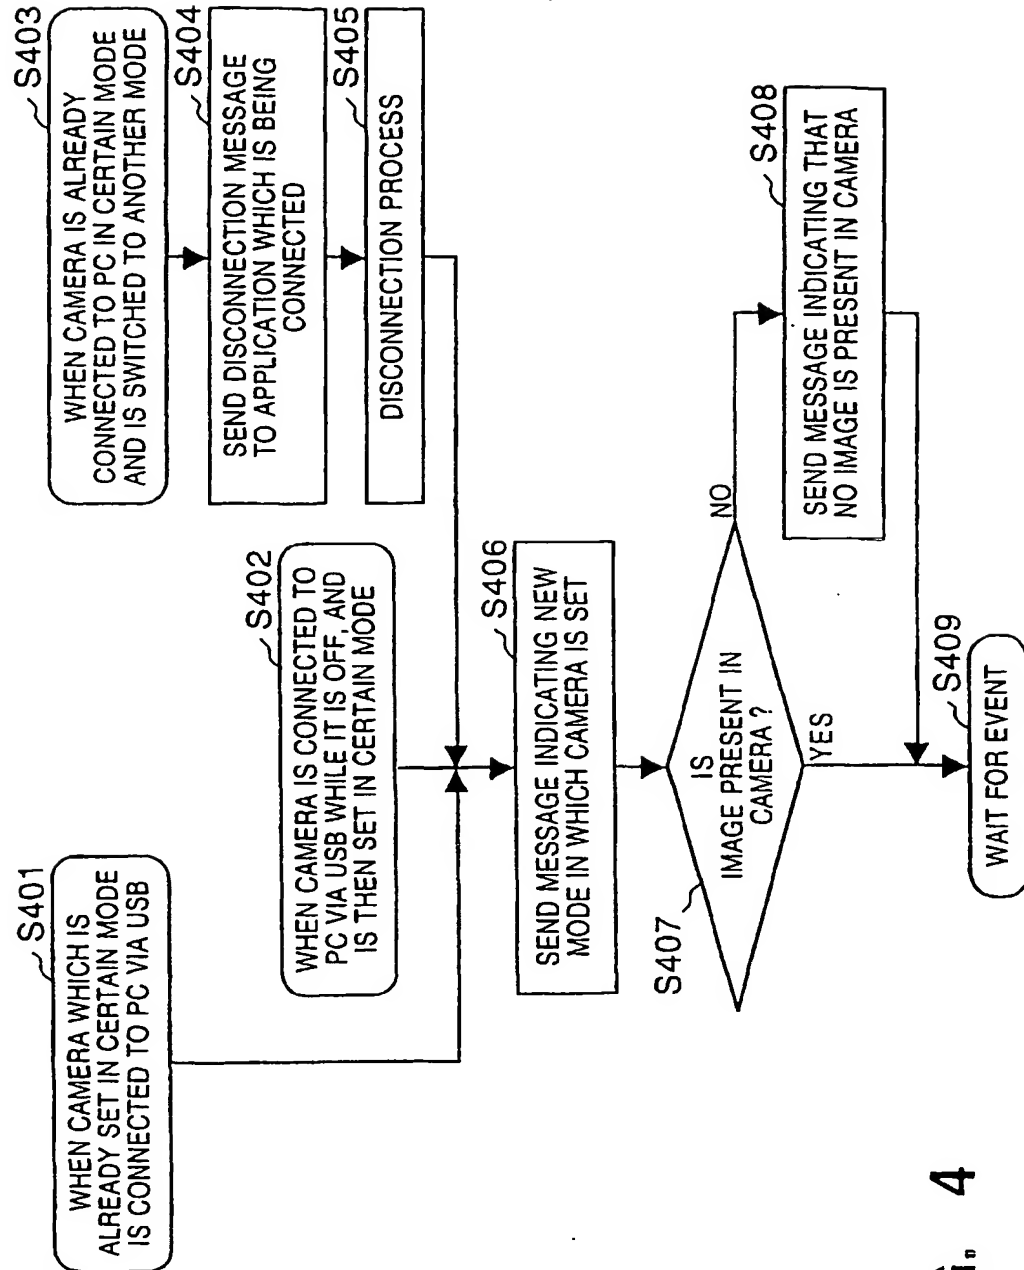 S401
WHEN CAMERA WHICH IS
ALREADY SET IN CERTAIN MODE
IS CONNECTED TO PC VIA USB
S402
WHEN CAMERA IS CONNECTED TO
PC VIA USB WHILE IT IS OFF, AND
IS THEN SET IN CERTAIN MODE
S403
WHEN CAMERA IS ALREADY
CONNECTED TO PC IN CERTAIN MODE
AND IS SWITCHED TO ANOTHER MODE
S404
SEND DISCONNECTION MESSAGE
TO APPLICATION WHICH IS BEING
CONNECTED
S405
DISCONNECTION PROCESS
S406
SEND MESSAGE INDICATING NEW
MODE IN WHICH CAMERA IS SET
S407
IS
IMAGE PRESENT IN
CAMERA ?
NO
YES
S408
SEND MESSAGE INDICATING THAT
NO IMAGE IS PRESENT IN CAMERA
S409
WAIT FOR EVENT
4